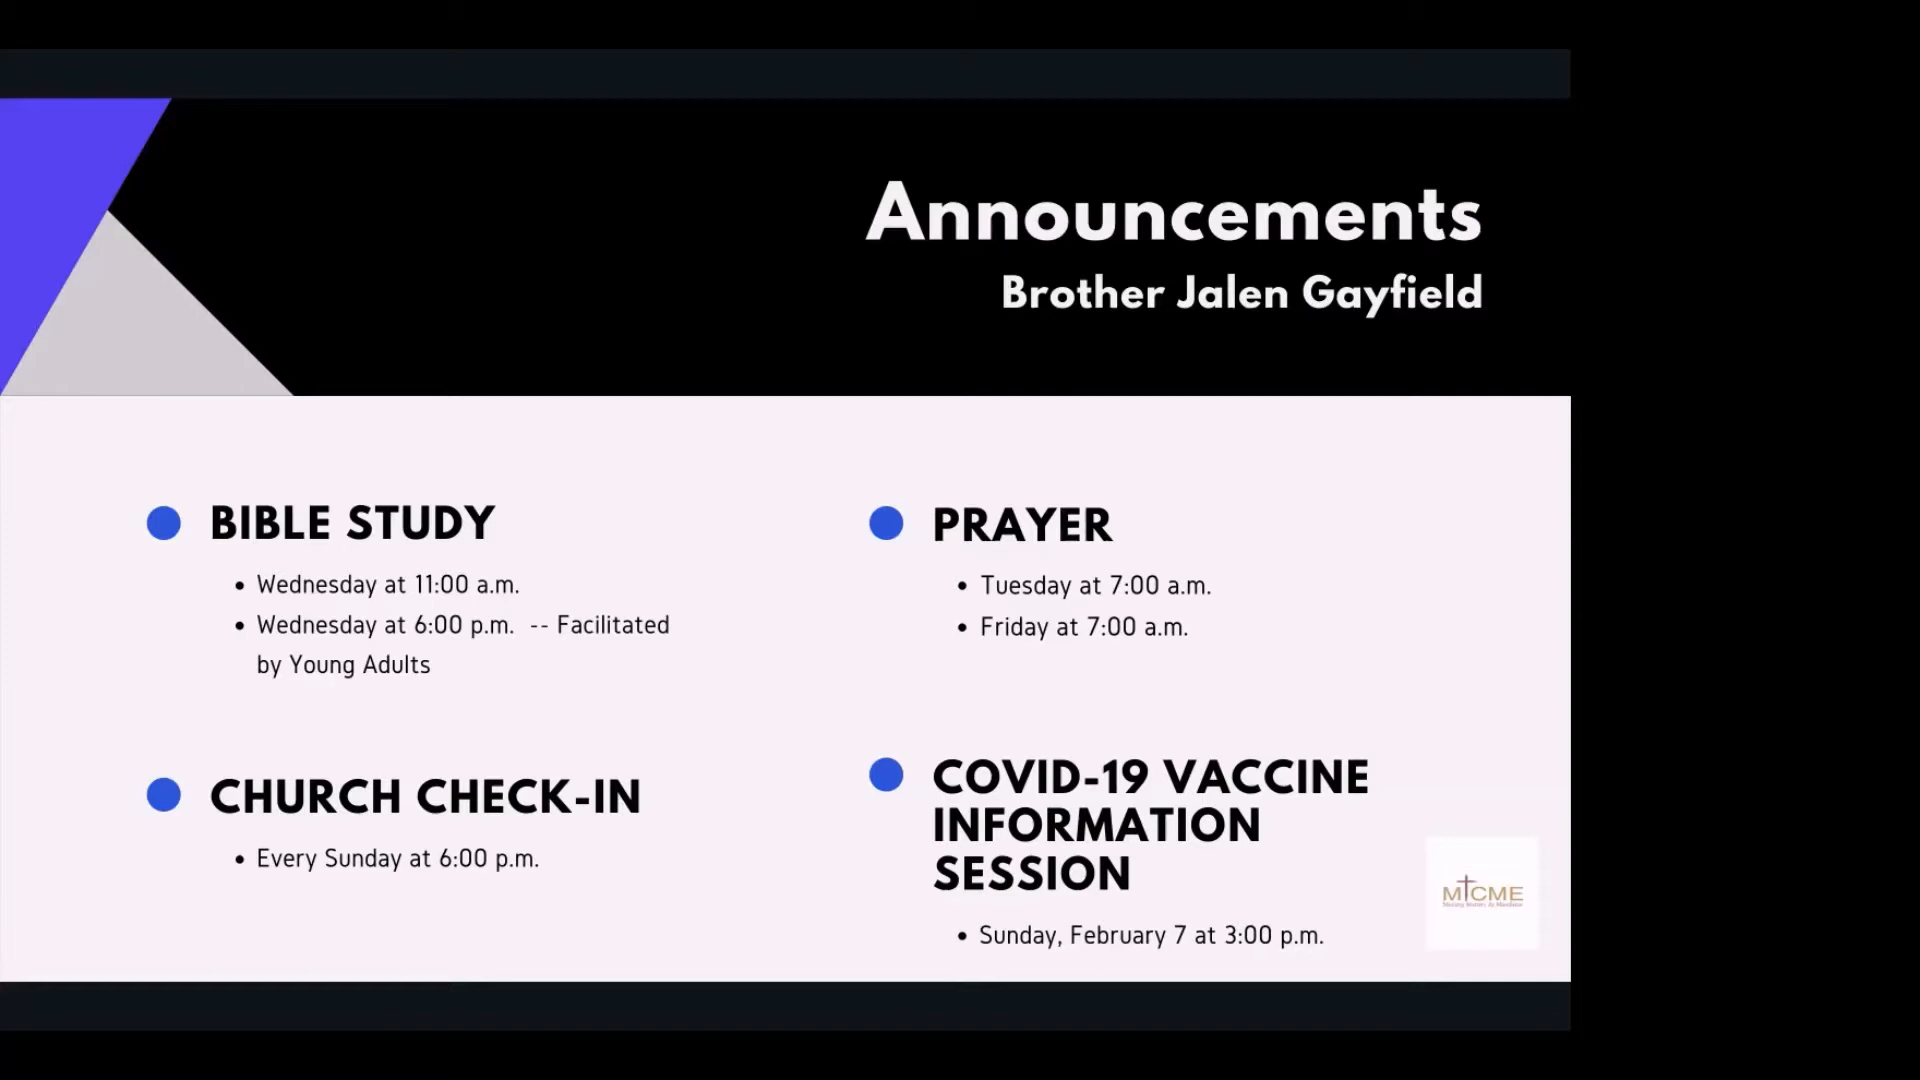 Announcements
Brother Jalen Gayfield
BIBLE STUDY
• Wednesday at 11:00 a.m.
• Wednesday at 6:00 p.m.  -- Facilitated
by Young Adults
PRAYER
• Tuesday at 7:00 a.m.
• Friday at 7:00 a.m.
CHURCH CHECK-IN
• Every Sunday at 6:00 p.m.
COVID-19 VACCINE
INFORMATION
SESSION
• Sunday, February 7 at 3:00 p.m.
MTCME